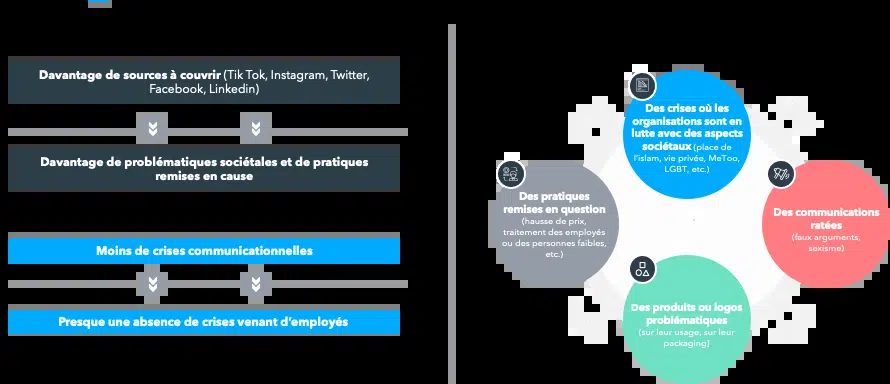 Davantage de sources à couvrir (Tik Tok, Instagram, Twitter,
Facebook, Linkedin)
Davantage de problématiques sociétales et de pratiques
remises en cause
Moins de crises communicationnelles
Presque une absence de crises venant d'employés
Des crises où les
organisations sont en
lutte avec des aspects
sociétaux (place de
l'islam, vie privée, MeToo,
LGBT, etc.)
Des pratiques
remises en question
(hausse de prix,
traitement des employés
ou des personnes faibles,
etc.)
Des communications
ratées
(faux arguments,
sexisme)
Des produits ou logos
problématiques
(sur leur usage, sur leur
packaging)